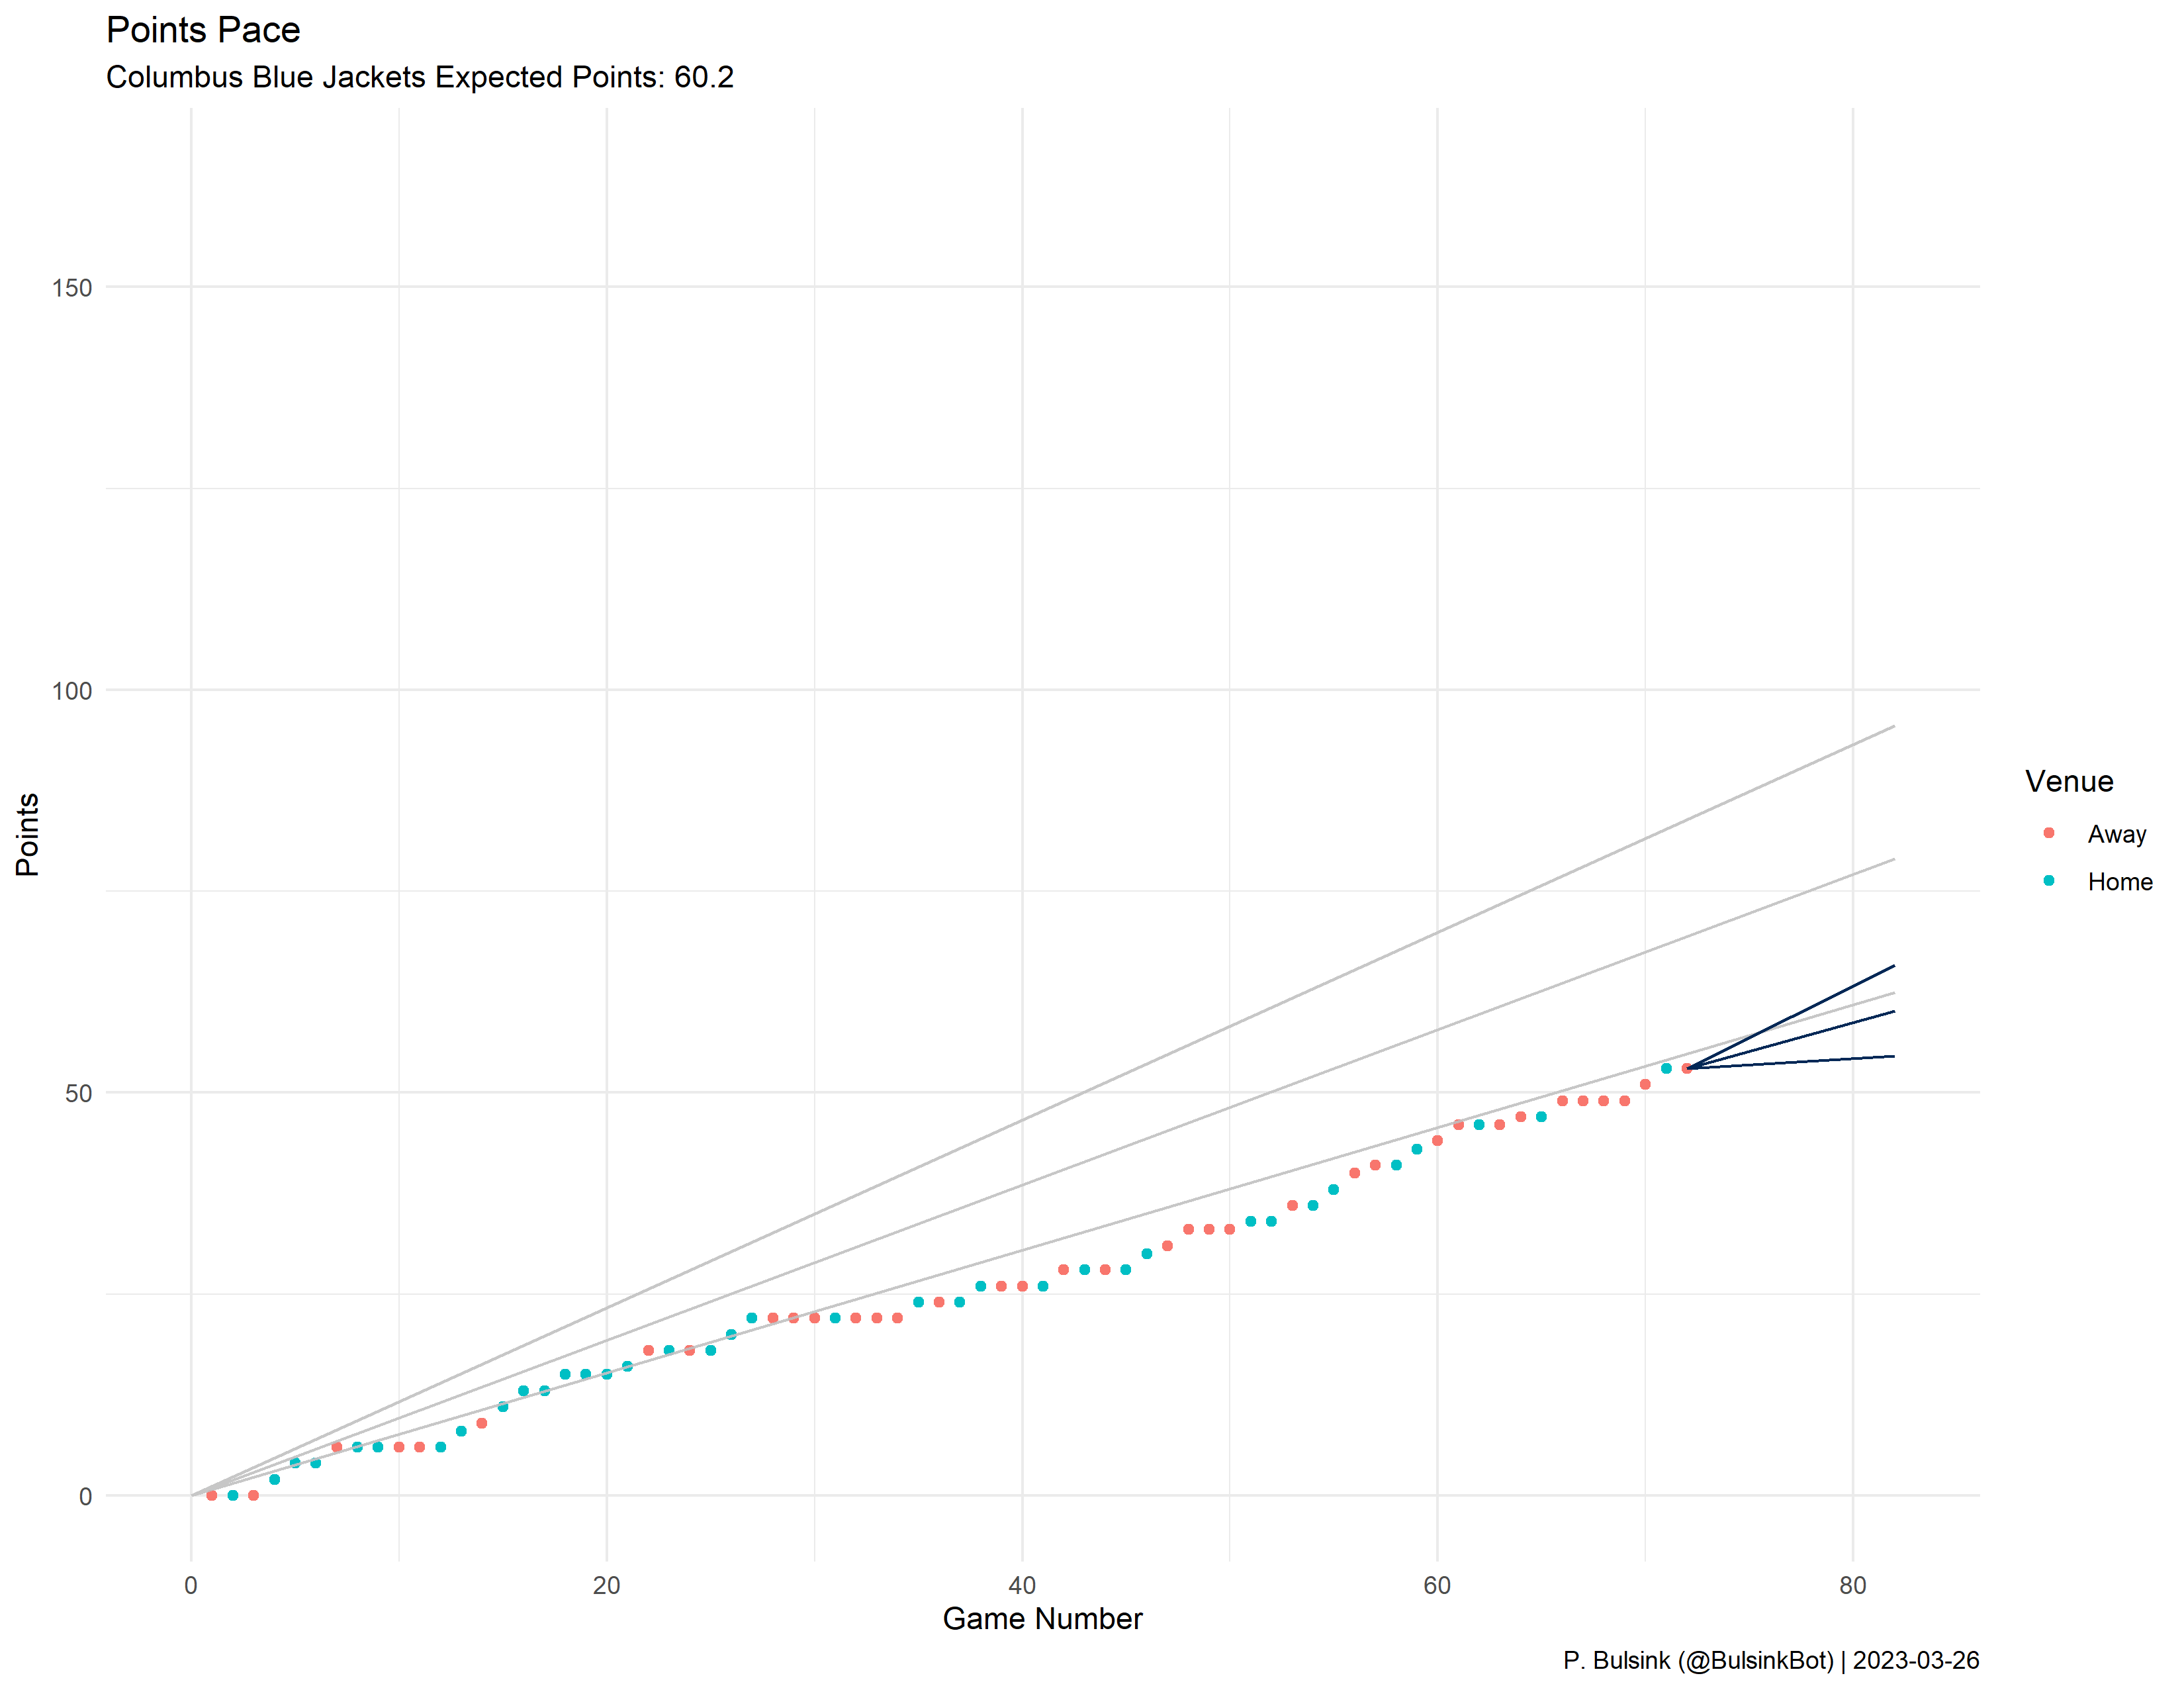 Points Pace
Columbus Blue Jackets Expected Points: 60.2
150
100
50
0
Points
0 20 40 60 80
Game Number
Venue
Away
Home
P. Bulsink (@BulsinkBot) | 2023-03-26